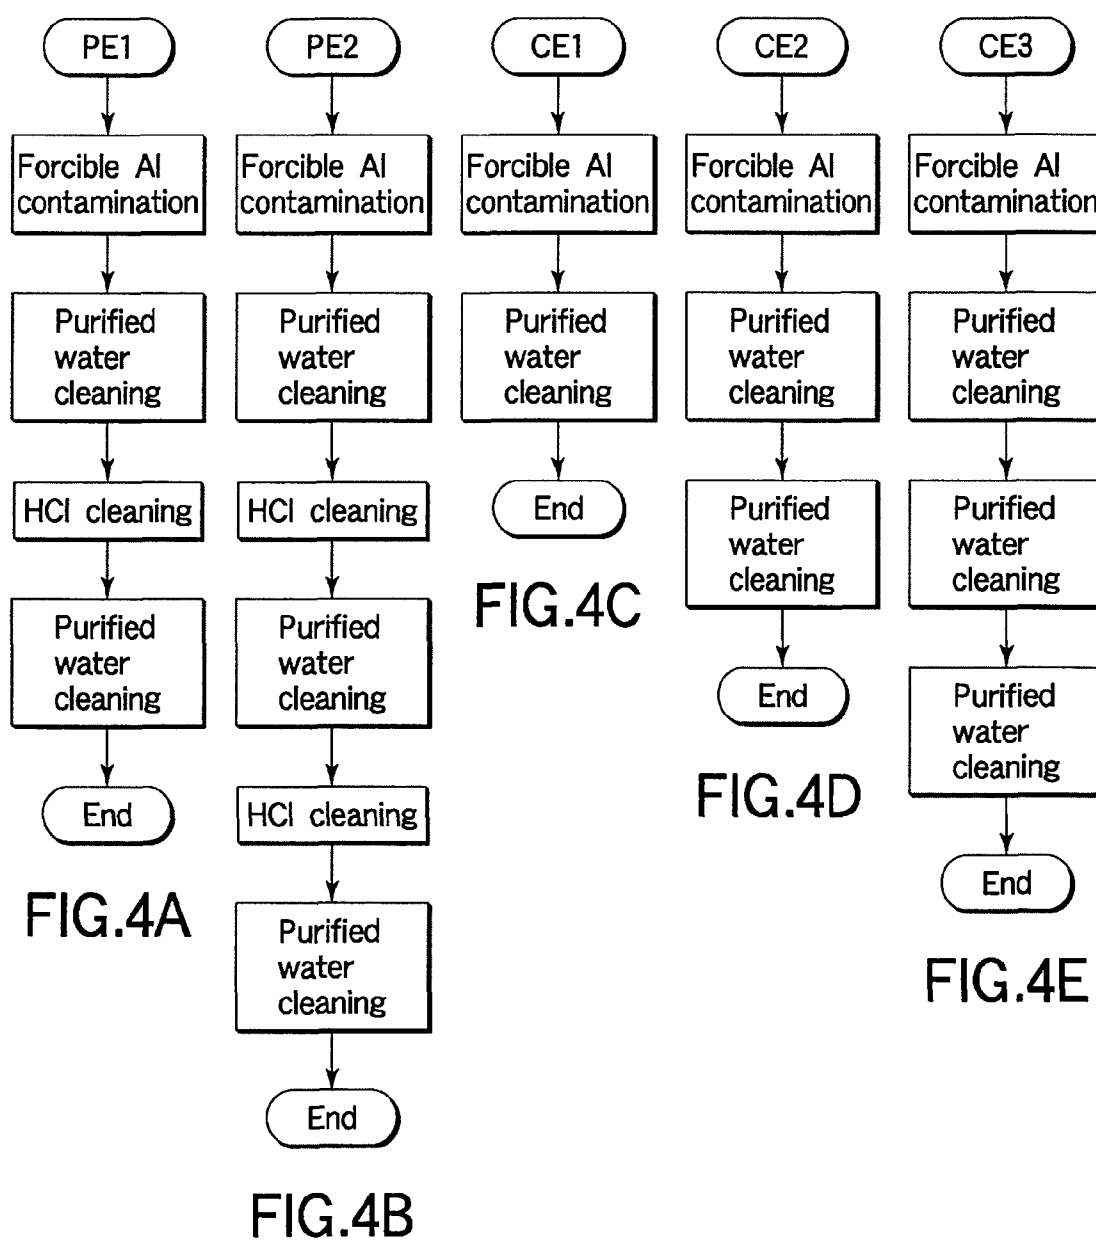 PE1
Forcible Al
contamination
Purified
water
cleaning
HCl cleaning
Purified
water
cleaning
End
FIG.4A
PE2
Forcible Al
contamination
Purified
water
cleaning
HCl cleaning
Purified
water
cleaning
HCl cleaning
Purified
water
cleaning
End
FIG.4B
CE1
Forcible Al
contamination
Purified
water
cleaning
End
FIG.4C
CE2
Forcible Al
contamination
Purified
water
cleaning
Purified
water
cleaning
End
FIG.4D
CE3
Forcible Al
contamination
Purified
water
cleaning
Purified
water
cleaning
Purified
water
cleaning
End
FIG.4E